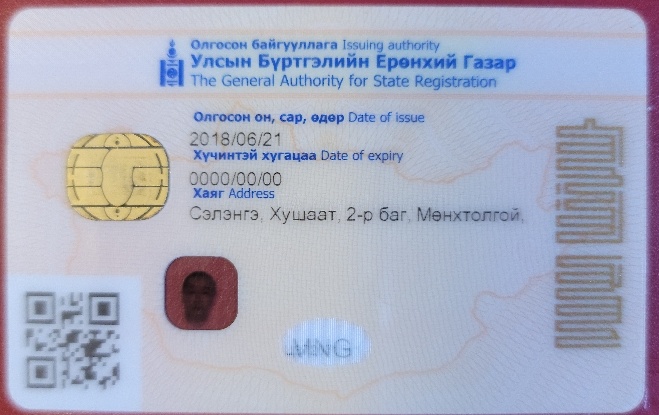 Олгосон байгууллага Issuing authority
Улсын Бүртгэлийн Ерөнхий Газар
The General Authority for State Registration
Олгосон он, сар, өдөр Date of issue
2018/06/21
Хүчинтэй хугацаа Date of expiry
0000/00/00
Хаяг Address
Сэлэнгэ, Хушаат, 2-р баг, Мөнхтолгой,
MNG